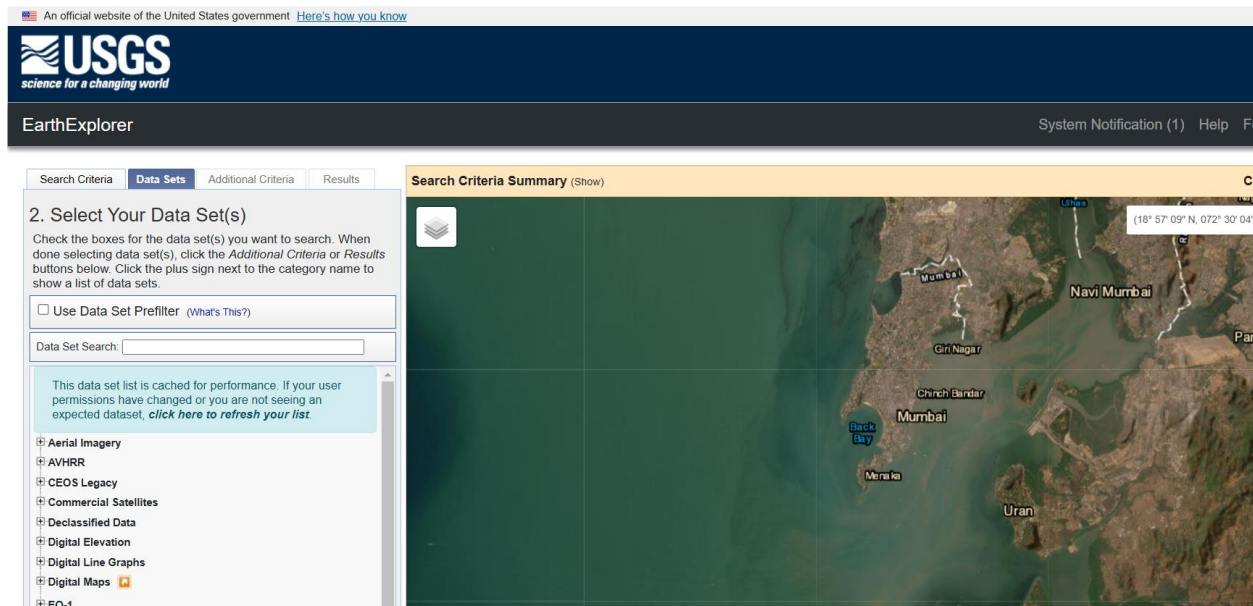 An official website of the United States government Here's how you know
USGS
science for a changing world
EarthExplorer
System Notification (1) Help
Search Criteria
Data Sets
Additional Criteria
Results
2. Select Your Data Set(s)
Check the boxes for the data set(s) you want to search. When
done selecting data set(s), click the Additional Criteria or Results
buttons below. Click the plus sign next to the category name to
show a list of data sets.
Use Data Set Prefilter (What's This?)
Data Set Search:
This data set list is cached for performance. If your user
permissions have changed or you are not seeing an
expected dataset, click here to refresh your list.
Aerial Imagery
AVHRR
CEOS Legacy
Commercial Satellites
Declassified Data
Digital Elevation
Digital Line Graphs
Digital Maps
EO-1
Search Criteria Summary (Show)
Ulhas
(18° 57' 09" N, 072° 30' 04"
Mumbai
Navi Mumbai
Giri Nagar
Chinch Bandar
Mumbai
Back
Bay
Menaka
Uran